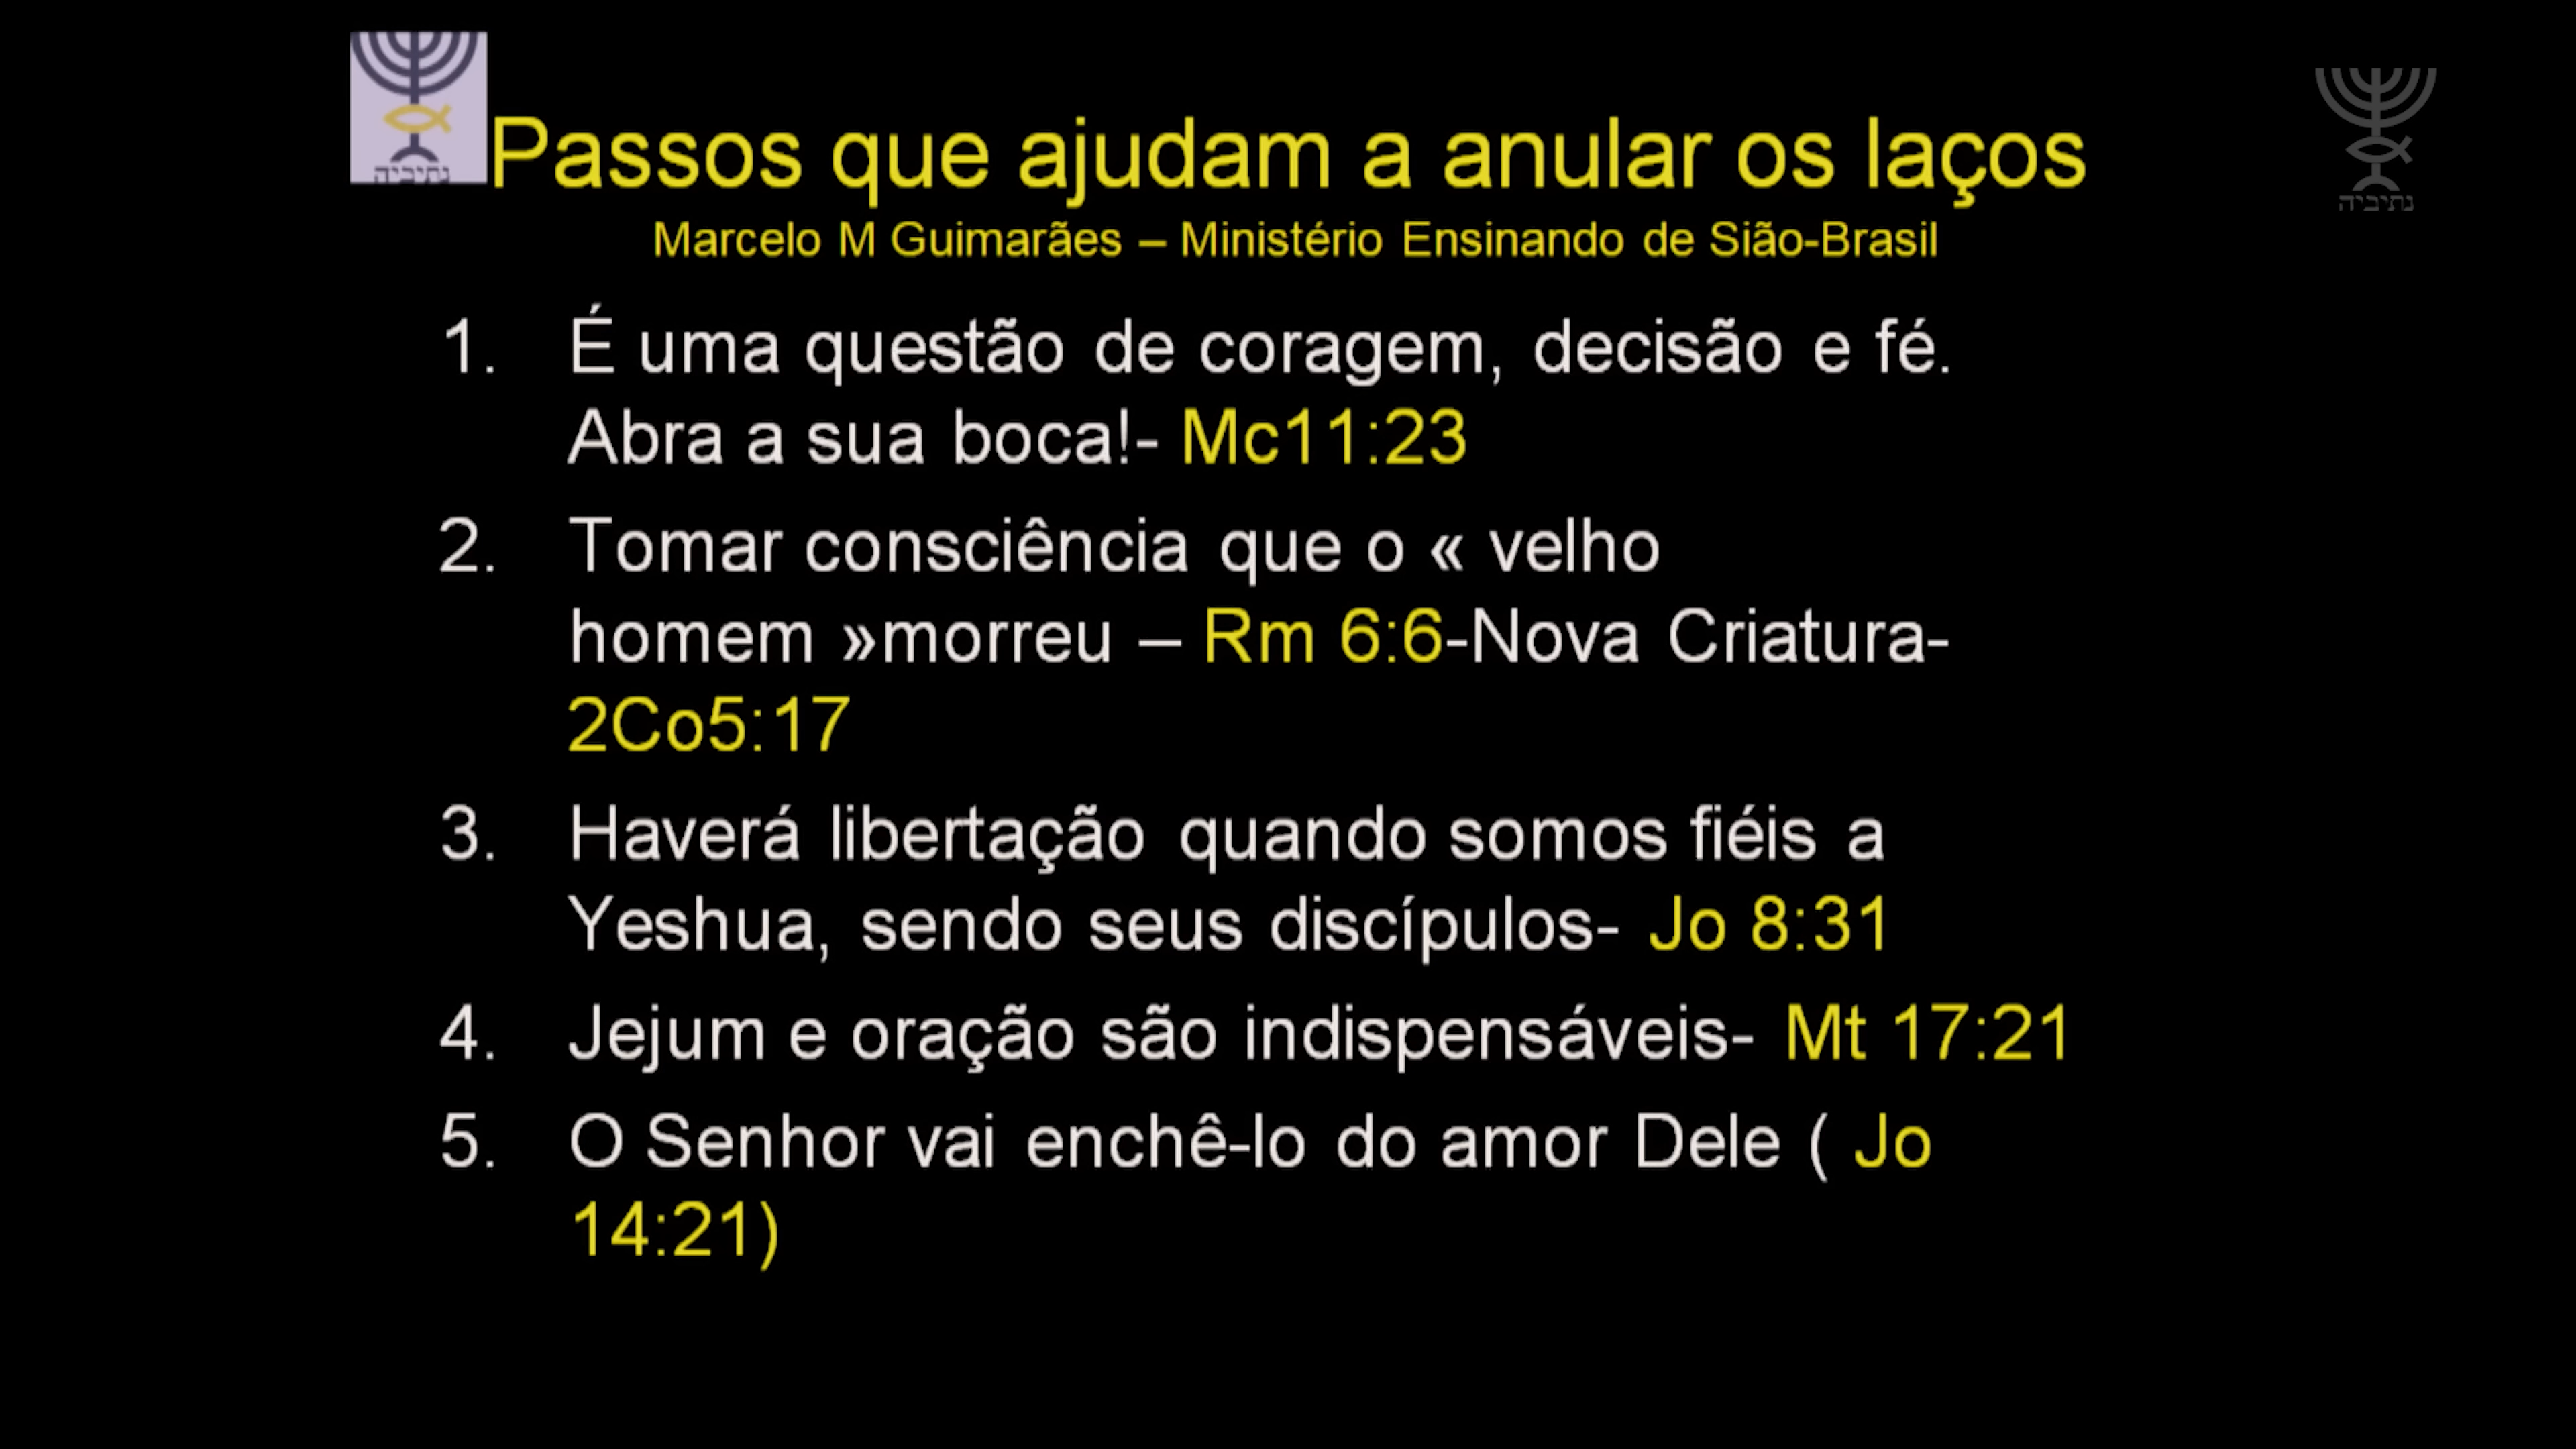 Passos que ajudam a anular os laços
Marcelo M Guimarães – Ministério Ensinando de Sião-Brasil
1. É uma questão de coragem, decisão e fé.
Abra a sua boca!- Mc11:23
2. Tomar consciência que o « velho
homem »morreu – Rm 6:6-Nova Criatura-
2Co5:17
3. Haverá libertação quando somos fiéis a
Yeshua, sendo seus discípulos- Jo 8:31
4. Jejum e oração são indispensáveis- Mt 17:21
5. O Senhor vai enchê-lo do amor Dele ( Jo
14:21)
נתיביה
נתיביה